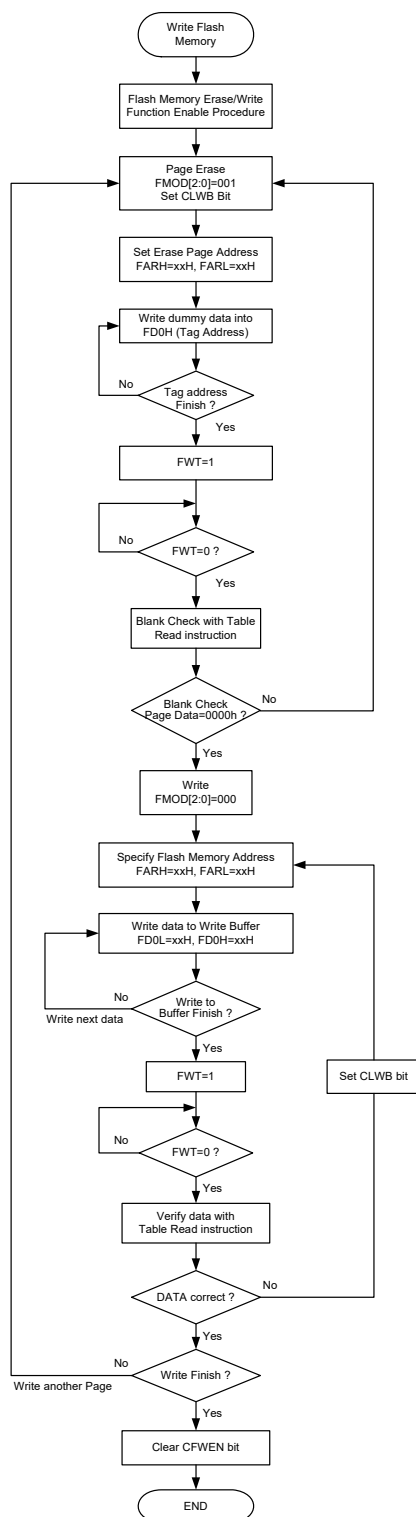 Write Flash
Memory
Flash Memory Erase/Write
Function Enable Procedure
Page Erase
FMOD[2:0]=001
Set CLWB Bit
Set Erase Page Address
FARH=xxH, FARL=xxH
Write dummy data into
FD0H (Tag Address)
No
Tag address
Finish ?
Yes
FWT=1
No
FWT=0 ?
Yes
Blank Check with Table
Read instruction
No
Blank Check
Page Data=0000h ?
Yes
Write
FMOD[2:0]=000
Specify Flash Memory Address
FARH=xxH, FARL=xxH
Write data to Write Buffer
FD0L=xxH, FD0H=xxH
No
Write next data
Write to
Buffer Finish ?
Yes
FWT=1
Set CLWB bit
No
FWT=0 ?
Yes
Verify data with
Table Read instruction
No
DATA correct ?
Yes
No
Write another Page
Write Finish ?
Yes
Clear CFWEN bit
END